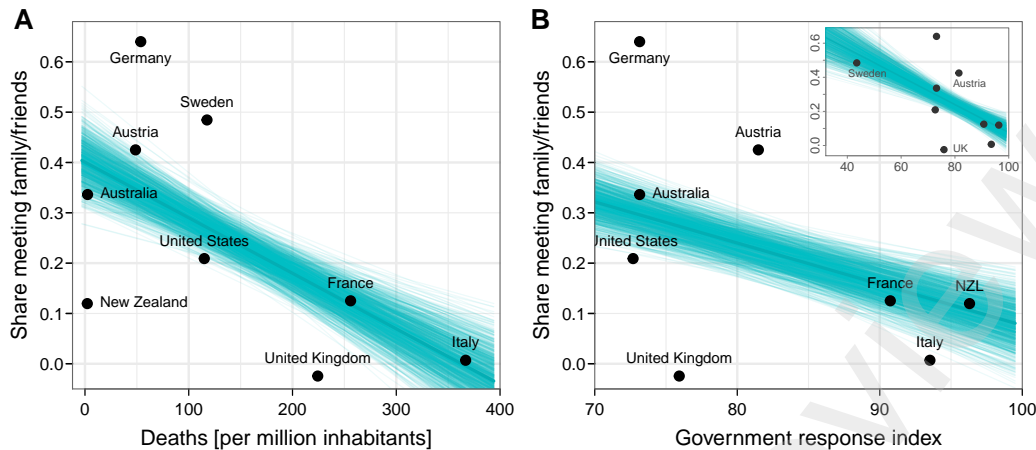 A
Share meeting family/friends
0.6
0.5
0.4
0.3
0.2
0.1
0.0
Germany
Sweden
Austria
Australia
United States
New Zealand
France
United Kingdom
Italy
0
100
200
300
400
Deaths [per million inhabitants]
B
Share meeting family/friends
0.6
0.5
0.4
0.3
0.2
0.1
0.0
Germany
Austria
Australia
United States
France
NZL
United Kingdom
Italy
70
80
90
100
Government response index
0.6
0.4
0.2
0.0
Sweden
Austria
UK
40
60
80
100